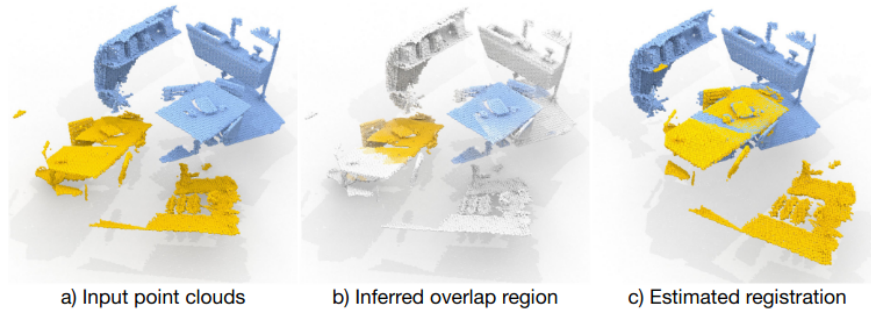 a) Input point clouds
b) Inferred overlap region
c) Estimated registration